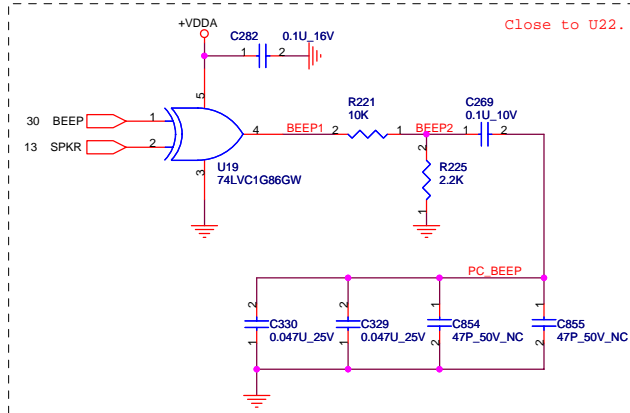 Close to U22.
+VDDA
C282
0.1U_16V
1
2
5
30 BEEP
1
13 SPKR
2
4
BEEP1
R221
10K
2
1
BEEP2
C269
0.1U_10V
1
2
U19
74LVC1G86GW
3
2
R225
2.2K
1
PC_BEEP
2
C330
0.047U_25V
1
2
C329
0.047U_25V
1
1
C854
47P_50V_NC
2
1
C855
47P_50V_NC
2